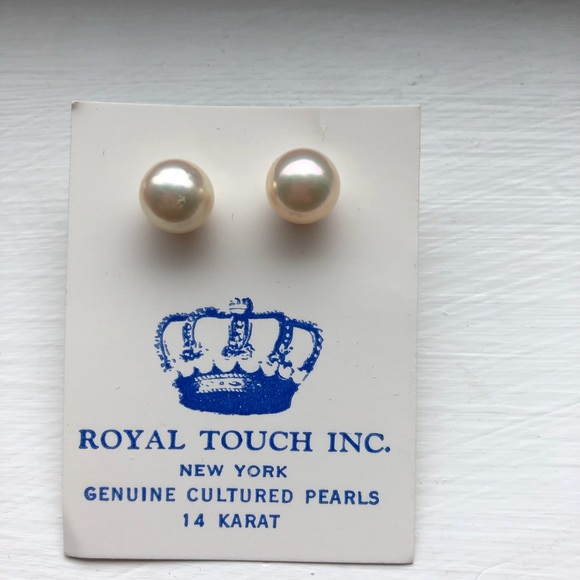 ROYAL TOUCH INC.
NEW YORK
GENUINE CULTURED PEARLS
14 KARAT